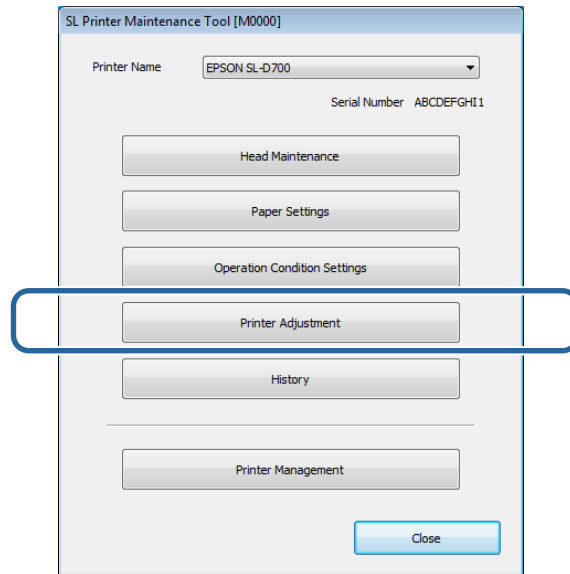 SL Printer Maintenance Tool [M0000]
Printer Name EPSON SL-D700
Serial Number ABCDEFGHI1
Head Maintenance
Paper Settings
Operation Condition Settings
Printer Adjustment
History
Printer Management
Close